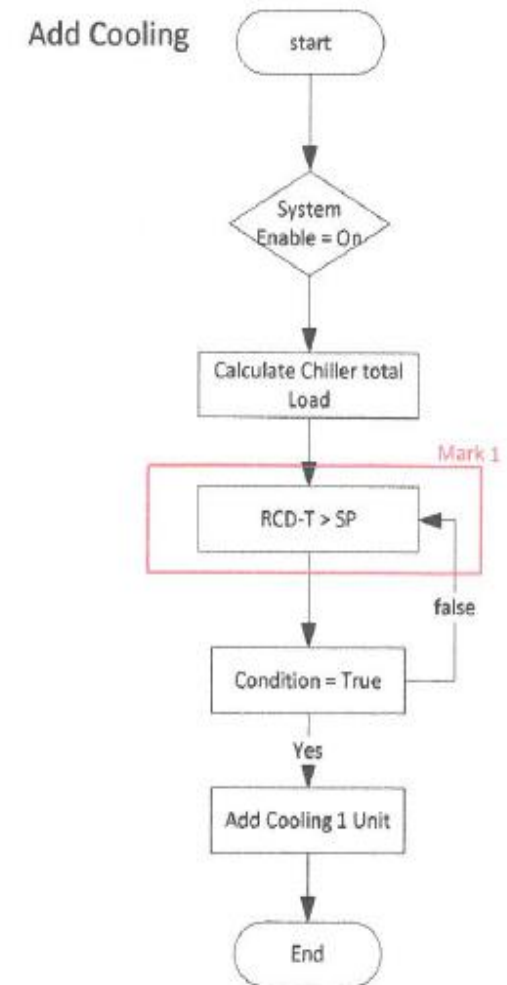 Add Cooling
start
System
Enable = On
Calculate Chiller total
Load
Mark 1
RCD-T > SP
false
Condition = True
Yes
Add Cooling 1 Unit
End